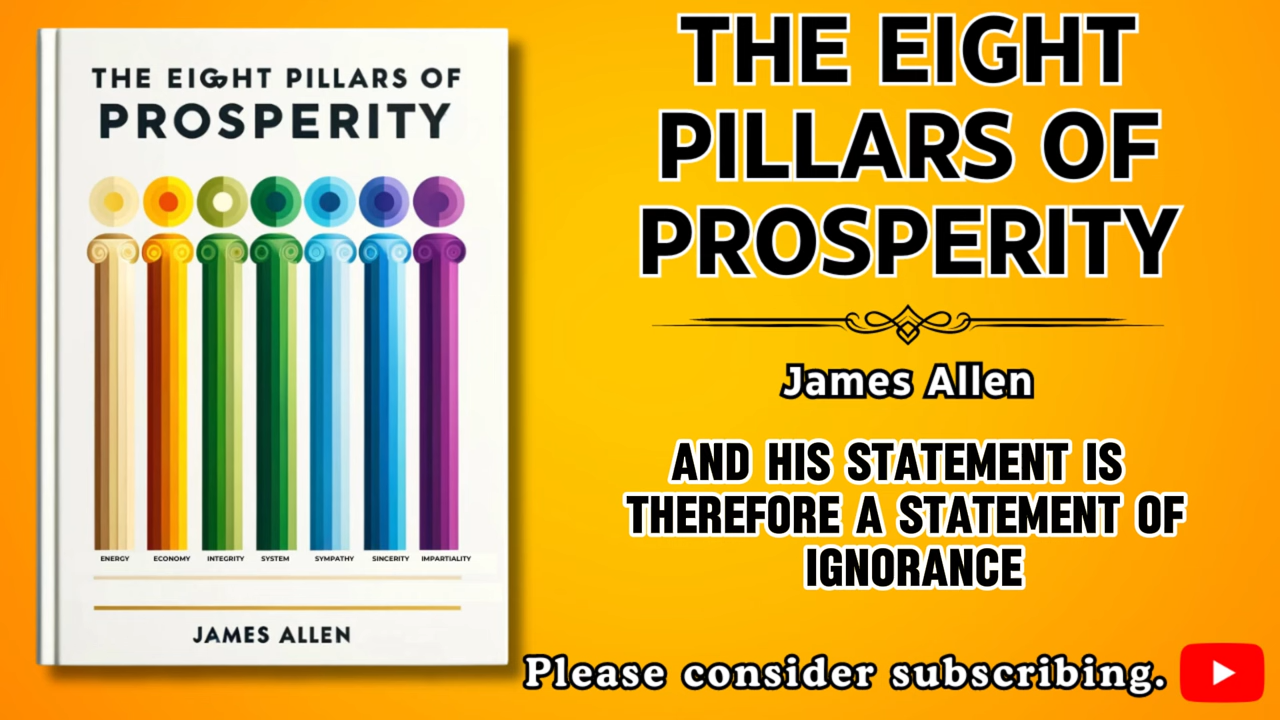 THE EIGHT PILLARS OF
PROSPERITY
ENERGY ECONOMY INTEGRITY SYSTEM SYMPATHY SINCERITY IMPARTIALITY
JAMES ALLEN
THE EIGHT
PILLARS OF
PROSPERITY
James Allen
AND HIS STATEMENT IS
THEREFORE A STATEMENT OF
IGNORANCE
Please consider subscribing.